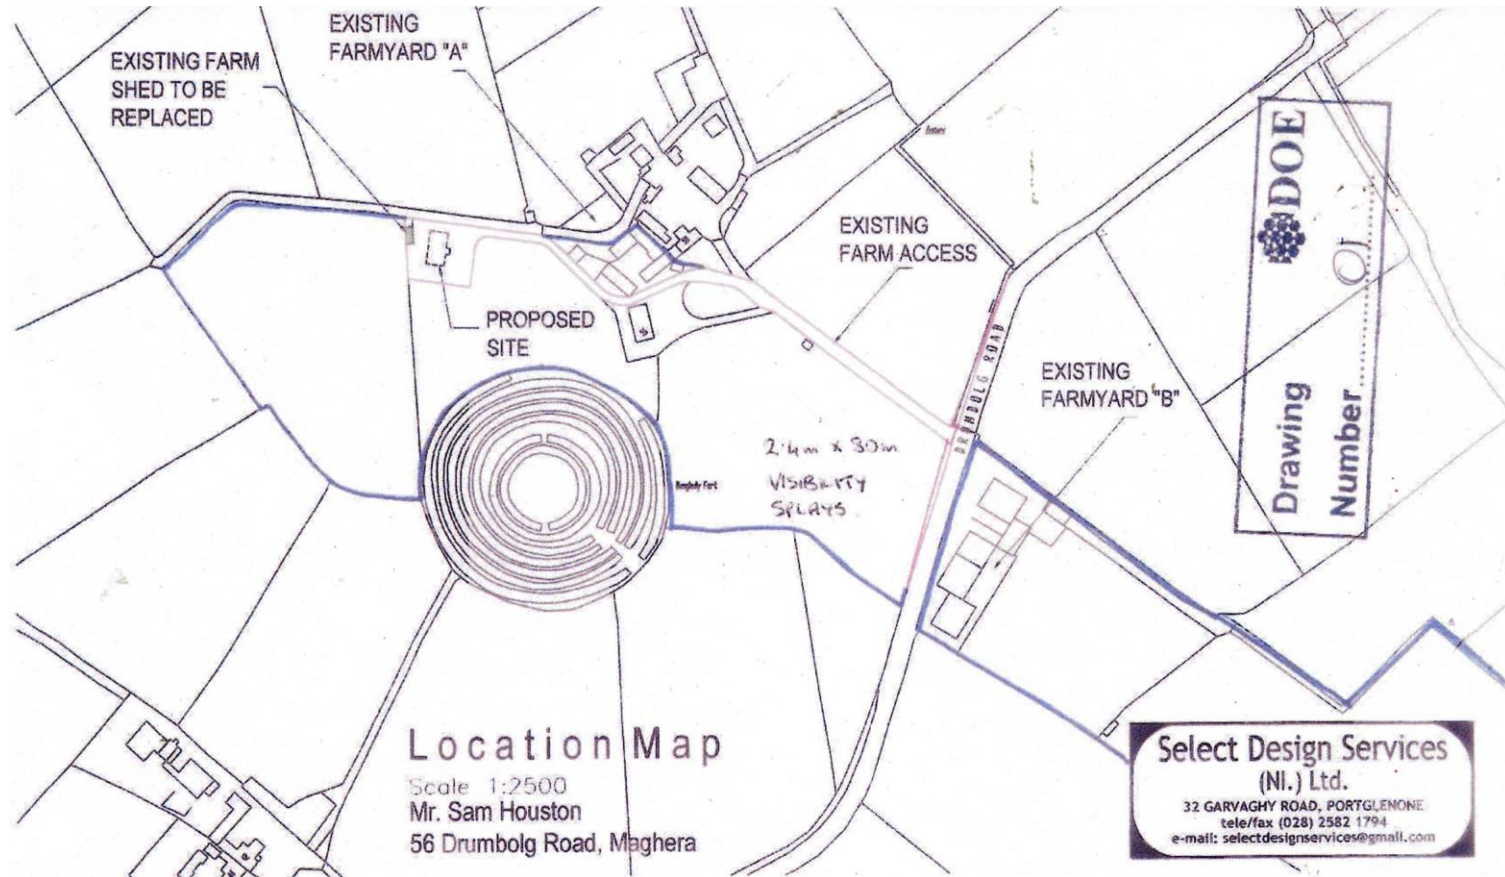 EXISTING FARM
SHED TO BE
REPLACED
EXISTING
FARMYARD "A"
EXISTING
FARM ACCESS
PROPOSED
SITE
DRUMBOLG ROAD
EXISTING
FARMYARD "B"
2.4m x 80m
VISIBILITY
SPLAYS
DOE
Drawing
Number 01
Location Map
Scale 1:2500
Mr. Sam Houston
56 Drumbolg Road, Maghera
Select Design Services
(NI.) Ltd.
32 GARVAGHY ROAD, PORTGLENONE
tele/fax (028) 2582 1794
e-mail: selectdesignservices@gmail.com